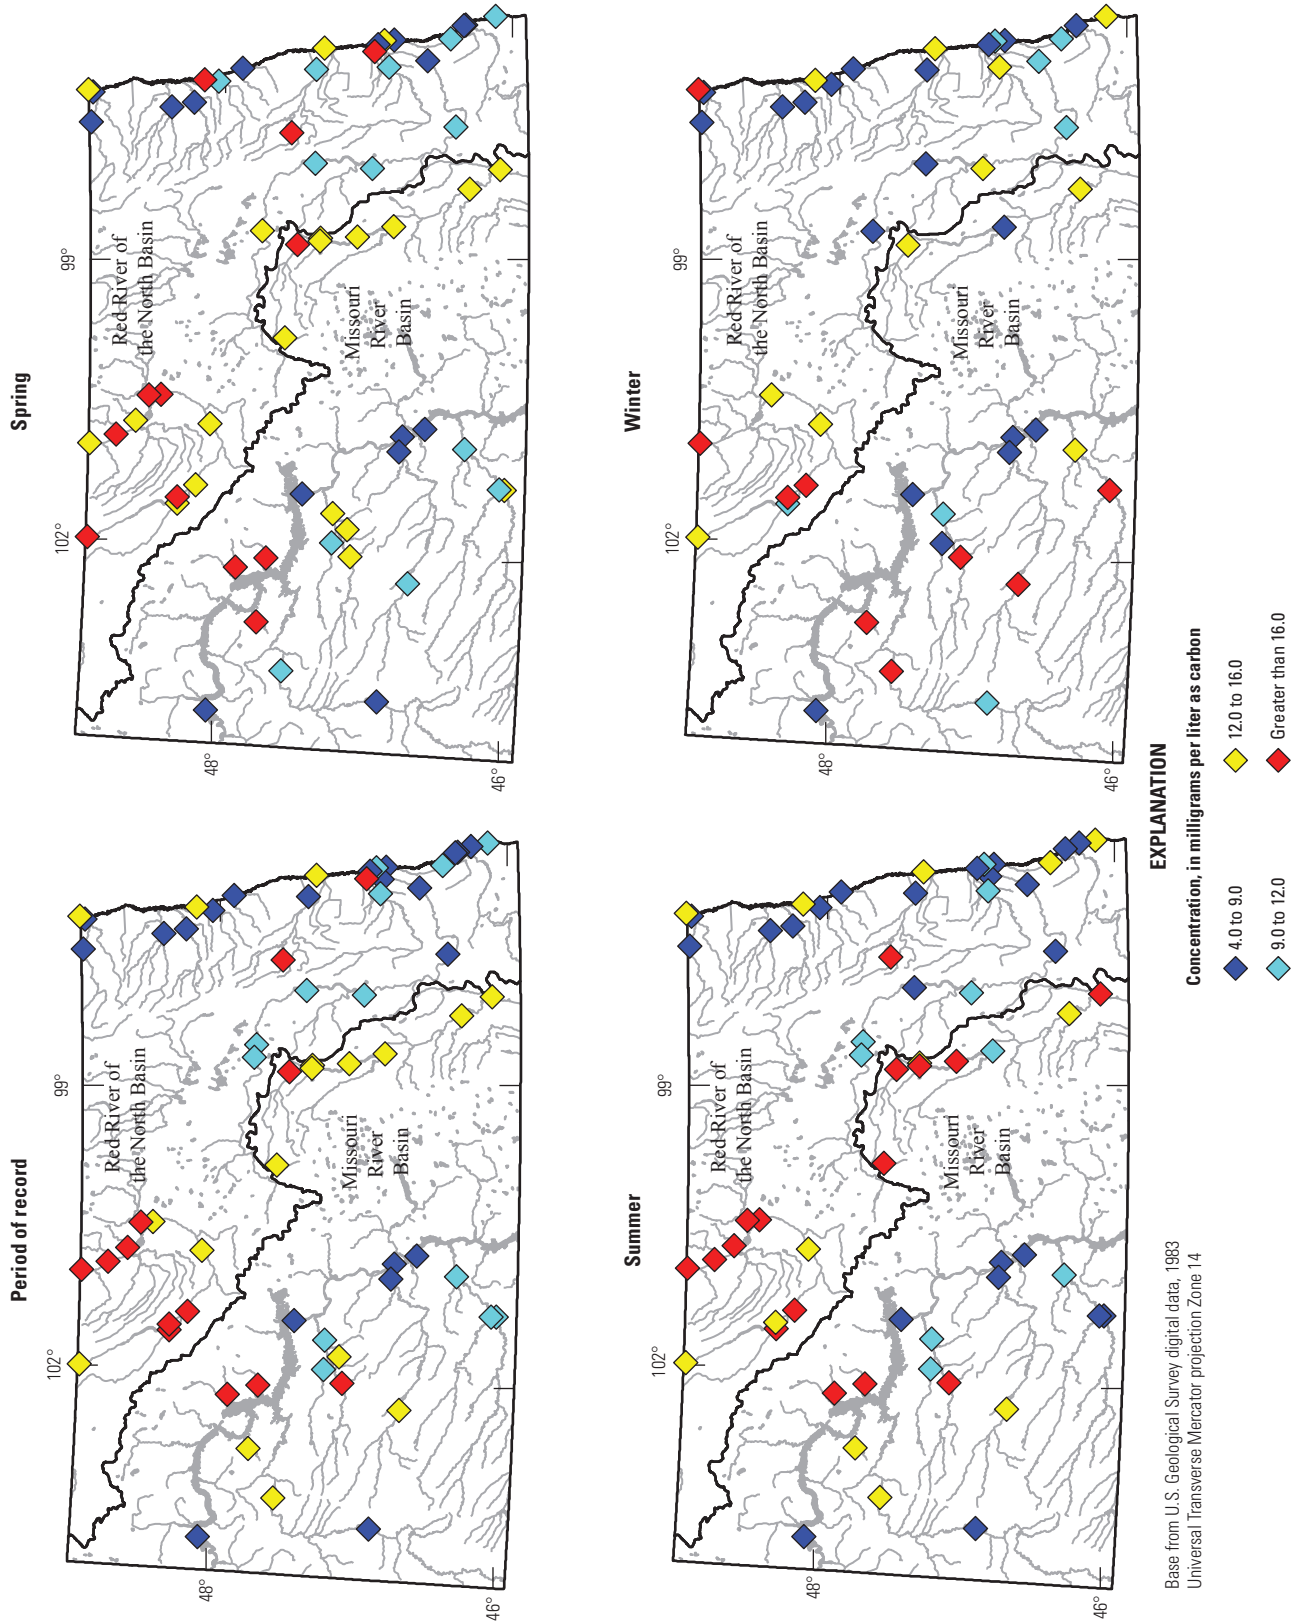 Period of record
102°
99°
48°
46°
Red River of
the North Basin
Missouri
River
Basin
Spring
102°
99°
48°
46°
Red River of
the North Basin
Missouri
River
Basin
Summer
102°
99°
48°
46°
Red River of
the North Basin
Missouri
River
Basin
Winter
102°
99°
48°
46°
Red River of
the North Basin
Missouri
River
Basin
Base from U.S. Geological Survey digital data, 1983
Universal Transverse Mercator projection Zone 14
EXPLANATION
Concentration, in milligrams per liter as carbon
4.0 to 9.0
12.0 to 16.0
9.0 to 12.0
Greater than 16.0